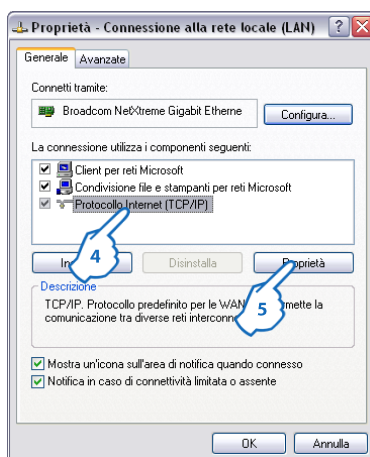 Proprietà - Connessione alla rete locale (LAN)
Generale
Avanzate
Connetti tramite:
Broadcom NetXtreme Gigabit Etherne
Configura...
La connessione utilizza i componenti seguenti:
Client per reti Microsoft
Condivisione file e stampanti per reti Microsoft
Protocollo Internet (TCP/IP)
4
Disinstalla
Proprietà
5
Descrizione
TCP/IP. Protocollo predefinito per le WAN la
comunicazione tra diverse reti
Mostra un'icona sull'area di notifica quando connesso
Notifica in caso di connettività limitata o assente
OK
Annulla